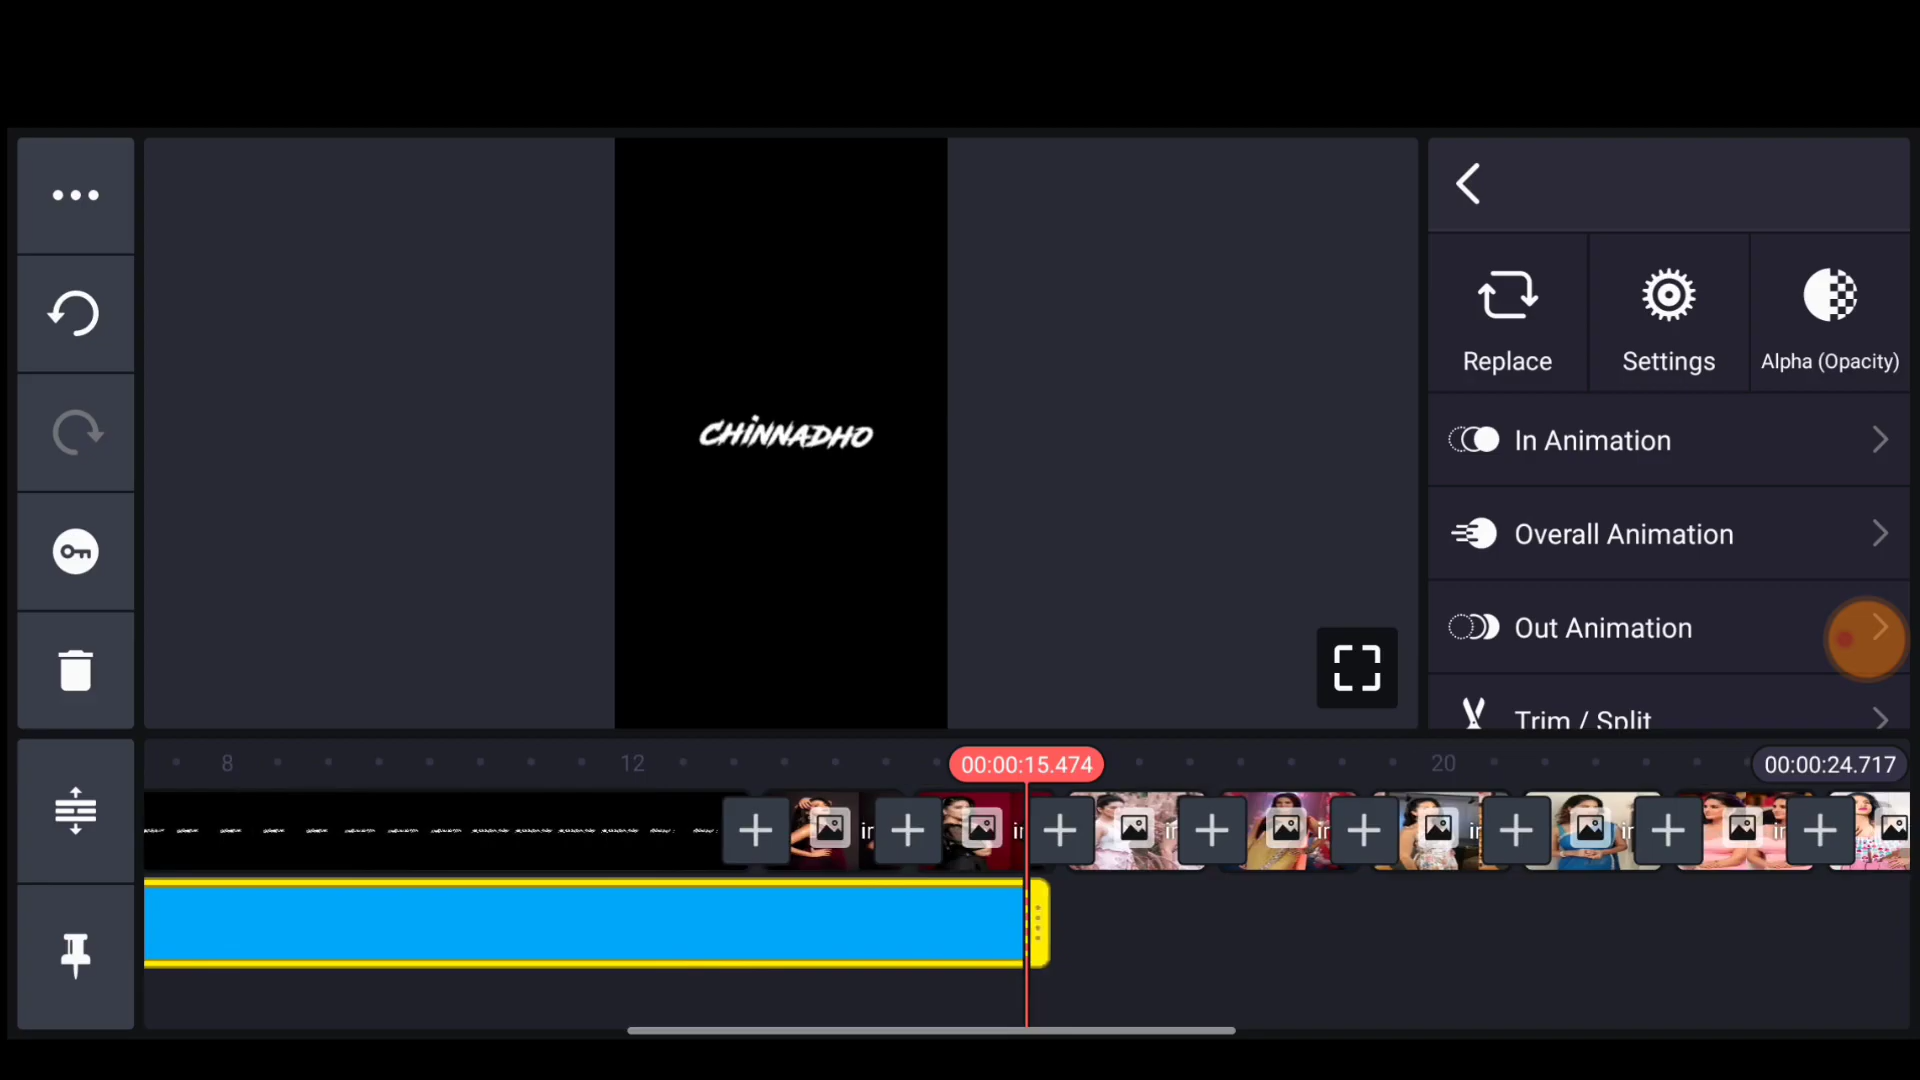 CHINNADHO
Replace
Settings
Alpha (Opacity)
In Animation
Overall Animation
Out Animation
Trim / Split
8
12
00:00:15.474
20
00:00:24.717